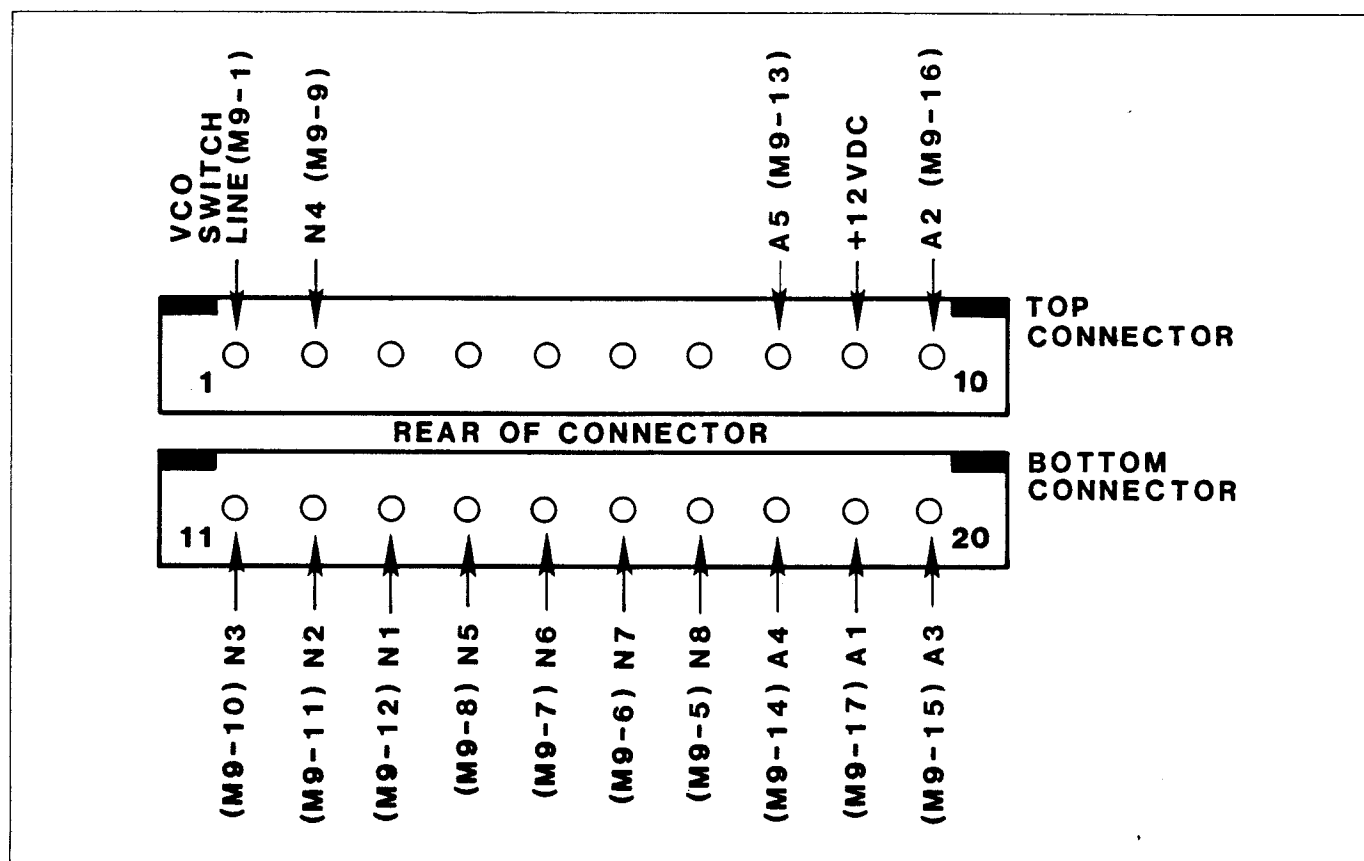 VCO
SWITCH
LINE (M9-1)
N4 (M9-9)
A5 (M9-13)
+12VDC
A2 (M9-16)
TOP
CONNECTOR
1
10
REAR OF CONNECTOR
BOTTOM
CONNECTOR
11
20
(M9-10) N3
(M9-11) N2
(M9-12) N1
(M9-8) N5
(M9-7) N6
(M9-6) N7
(M9-5) N8
(M9-14) A4
(M9-17) A1
(M9-15) A3